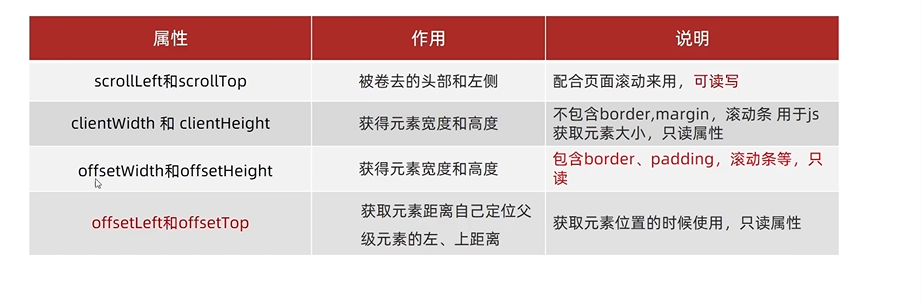 属性 作用 说明
scrollLeft和scrollTop 被卷去的头部和左侧 配合页面滚动来用，可读写
clientWidth 和 clientHeight 获得元素宽度和高度 不包含border,margin，滚动条 用于js
获取元素大小，只读属性
offsetWidth和offsetHeight 获得元素宽度和高度 包含border、padding，滚动条等，只
读
offsetLeft和offsetTop 获取元素距离自己定位父
级元素的左、上距离 获取元素位置的时候使用，只读属性